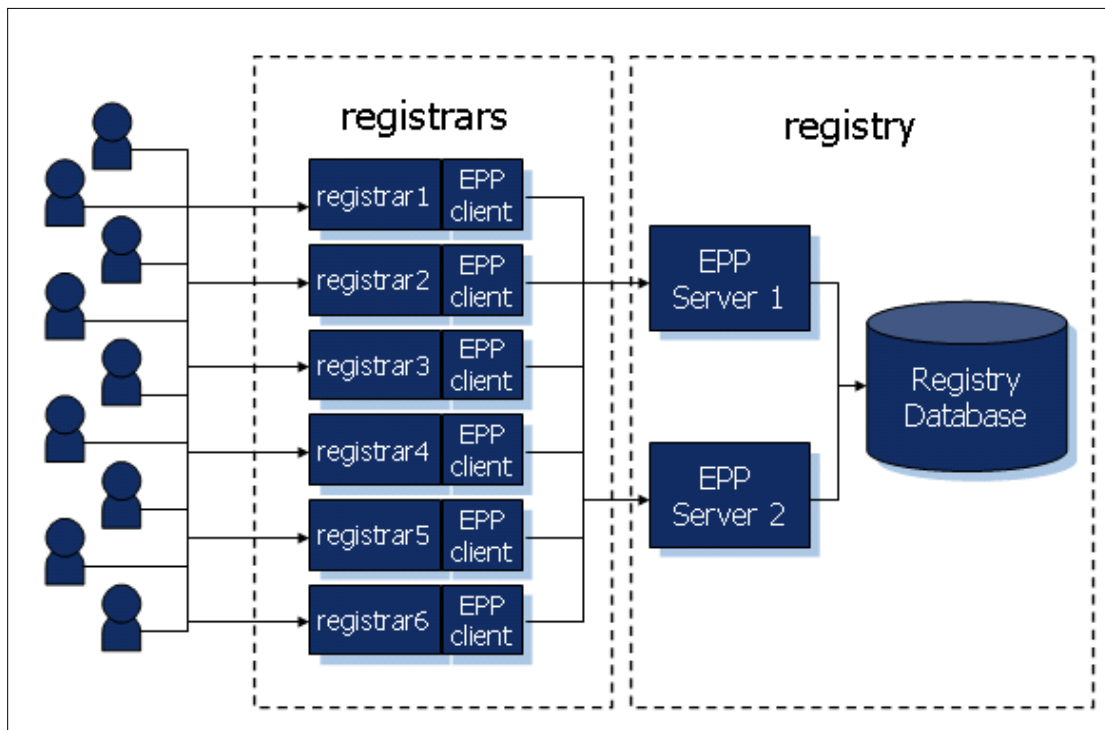 registrars
registry
registrar1
EPP
client
registrar2
EPP
client
registrar3
EPP
client
registrar4
EPP
client
registrar5
EPP
client
registrar6
EPP
client
EPP
Server 1
EPP
Server 2
Registry
Database